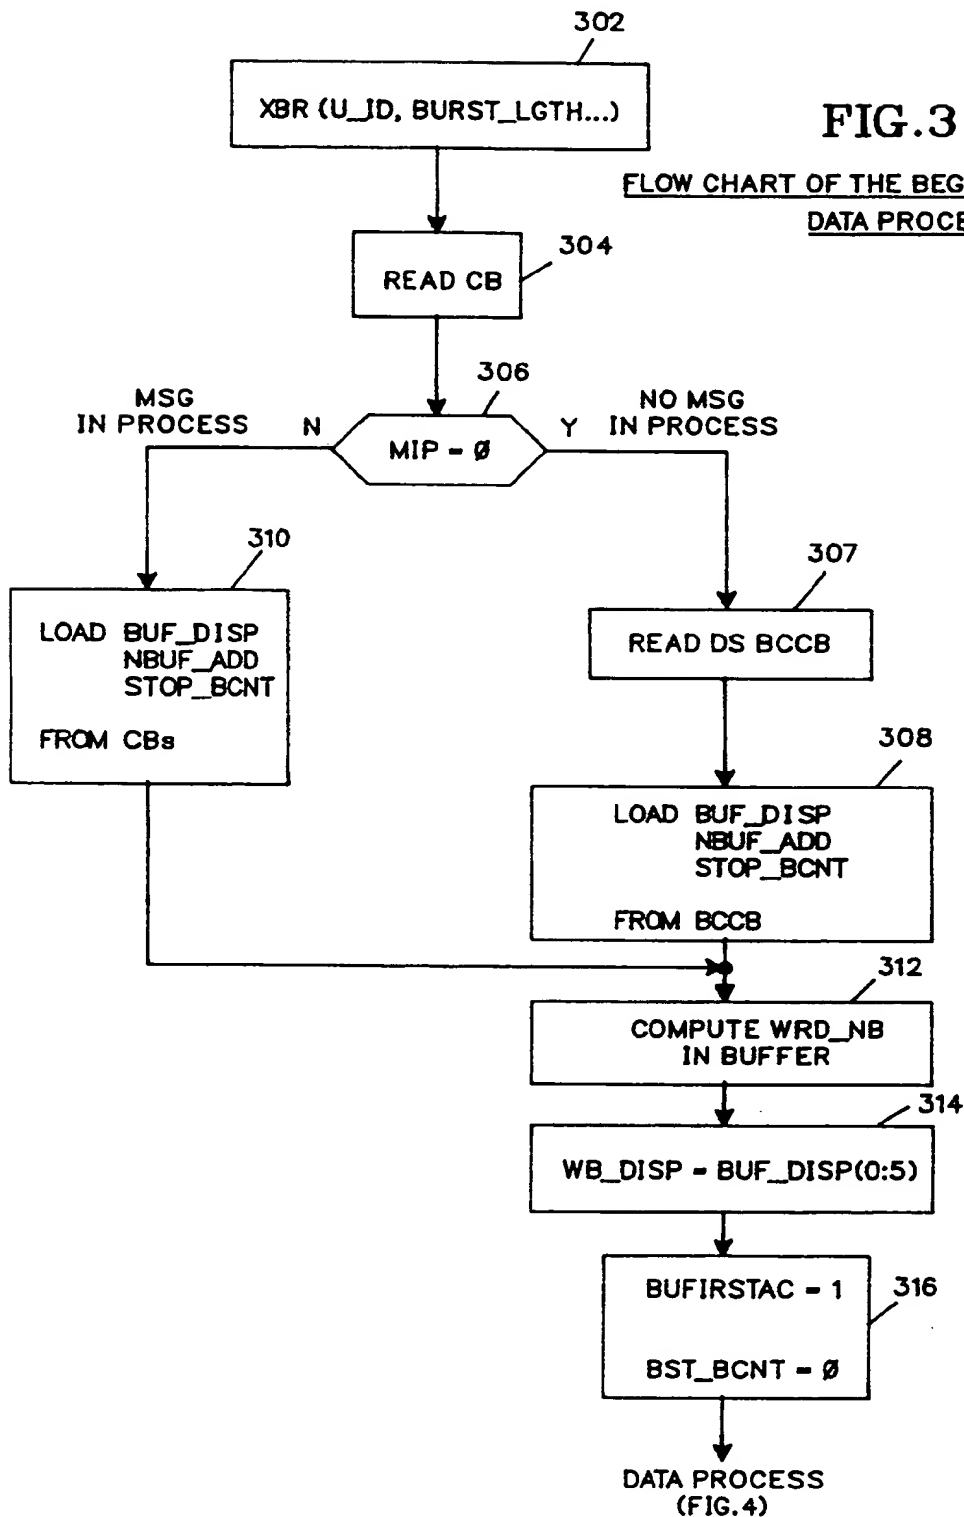 302
XBR (U_ID, BURST_LGTH...)
FIG.3
FLOW CHART OF THE BEG
DATA PROCE
304
READ CB
306
MSG
IN PROCESS
N
MIP = Ø
Y
NO MSG
IN PROCESS
310
LOAD BUF_DISP
NBUF_ADD
STOP_BCNT
FROM CBs
307
READ DS BCCB
308
LOAD BUF_DISP
NBUF_ADD
STOP_BCNT
FROM BCCB
312
COMPUTE WRD_NB
IN BUFFER
314
WB_DISP = BUF_DISP(0:5)
316
BUFIRSTAC = 1
BST_BCNT = Ø
DATA PROCESS
(FIG.4)